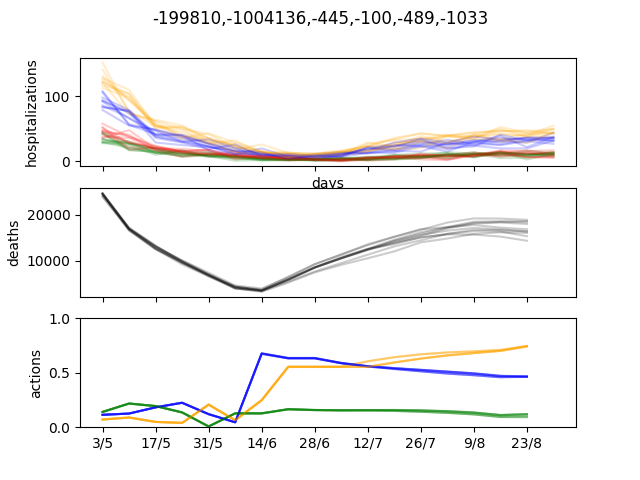 -199810,-1004136,-445,-100,-489,-1033
hospitalizations
100
0
days
deaths
20000
10000
actions
1.0
0.5
0.0
3/5 17/5 31/5 14/6 28/6 12/7 26/7 9/8 23/8